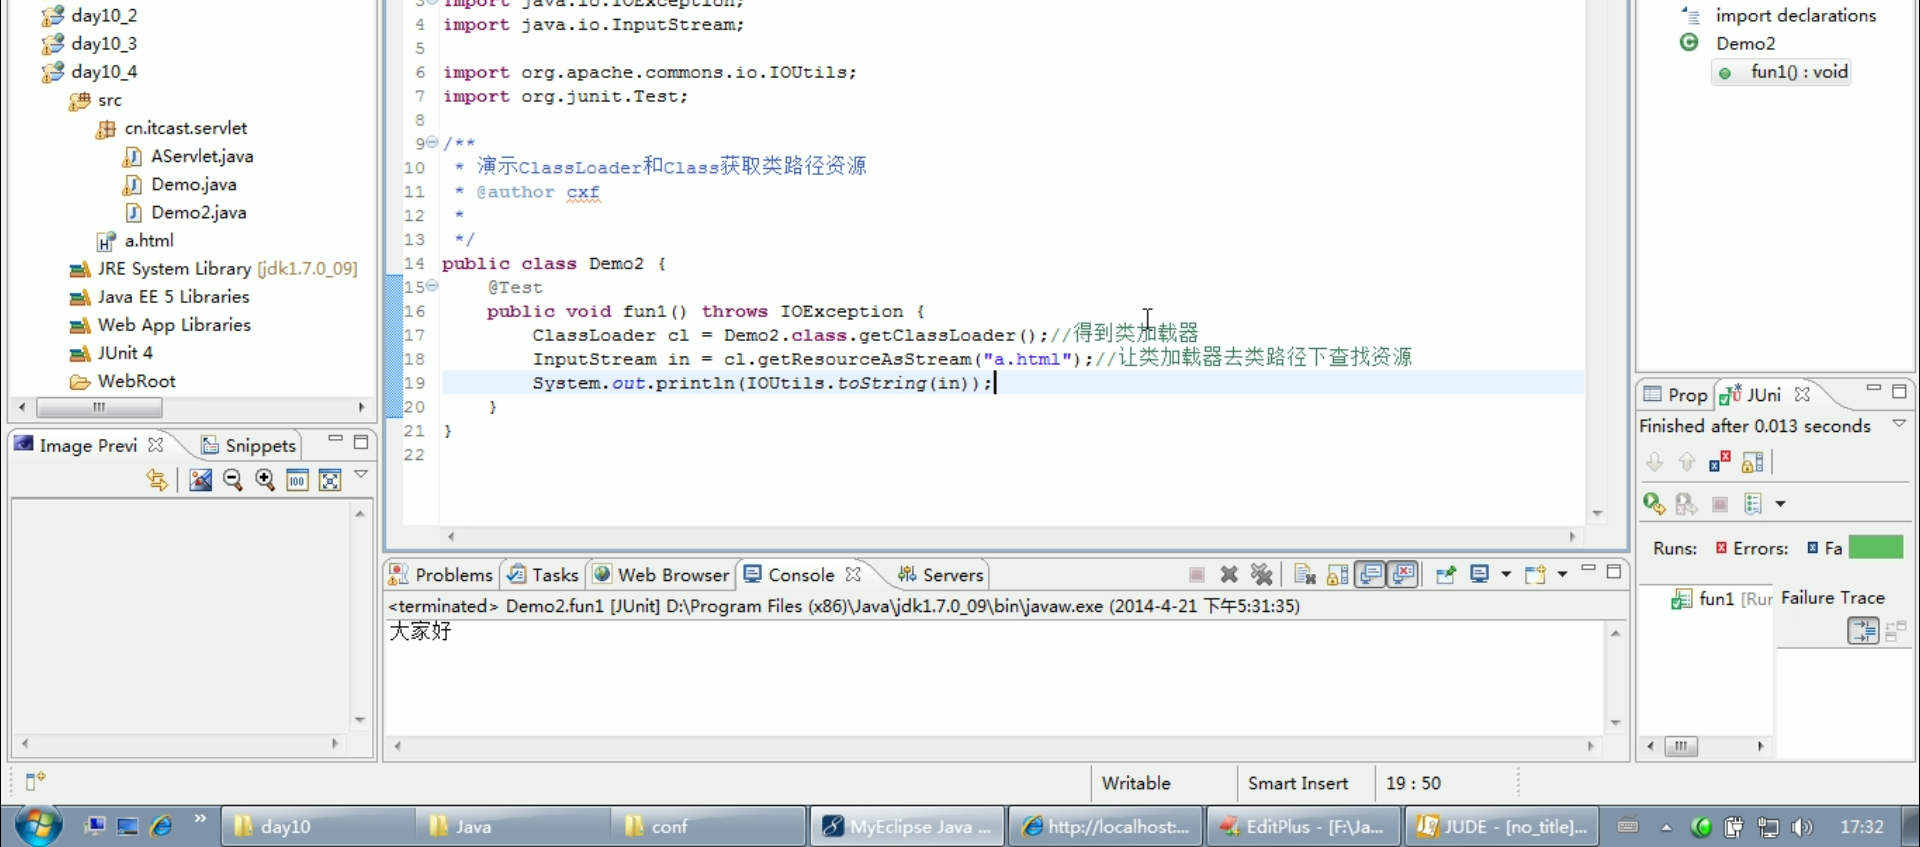 day10_2
day10_3
day10_4
src
cn.itcast.servlet
AServlet.java
Demo.java
Demo2.java
a.html
JRE System Library [jdk1.7.0_09]
Java EE 5 Libraries
Web App Libraries
JUnit 4
WebRoot
Image Previ
Snippets
3 import java.io.IOException;
4 import java.io.InputStream;
5
6 import org.apache.commons.io.IOUtils;
7 import org.junit.Test;
8
9 /**
10 * 演示ClassLoader和Class获取类路径资源
11 * @author cxf
12 *
13 */
14 public class Demo2 {
15 @Test
16 public void fun1() throws IOException {
17 ClassLoader cl = Demo2.class.getClassLoader();//得到类加载器
18 InputStream in = cl.getResourceAsStream("a.html");//让类加载器去类路径下查找资源
19 System.out.println(IOUtils.toString(in));
20 }
21 }
22
import declarations
Demo2
fun1() : void
Prop JUni
Finished after 0.013 seconds
Runs: Errors: Fa
fun1 [Rur Failure Trace
Problems Tasks Web Browser Console Servers
<terminated> Demo2.fun1 [JUnit] D:\Program Files (x86)\Java\jdk1.7.0_09\bin\javaw.exe (2014-4-21 下午5:31:35)
大家好
Writable Smart Insert 19 : 50
day10 Java conf MyEclipse Java ... http://localhost:... EditPlus - [F:\Ja... JUDE - [no_title]... 17:32